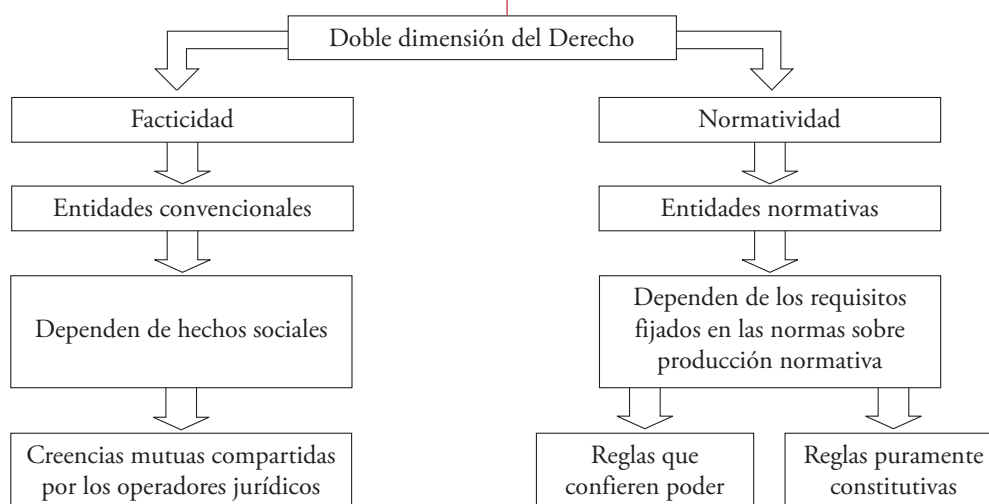 Doble dimensión del Derecho
Facticidad
Normatividad
Entidades convencionales
Entidades normativas
Dependen de hechos sociales
Dependen de los requisitos
fijados en las normas sobre
producción normativa
Creencias mutuas compartidas
por los operadores jurídicos
Reglas que
confieren poder
Reglas puramente
constitutivas